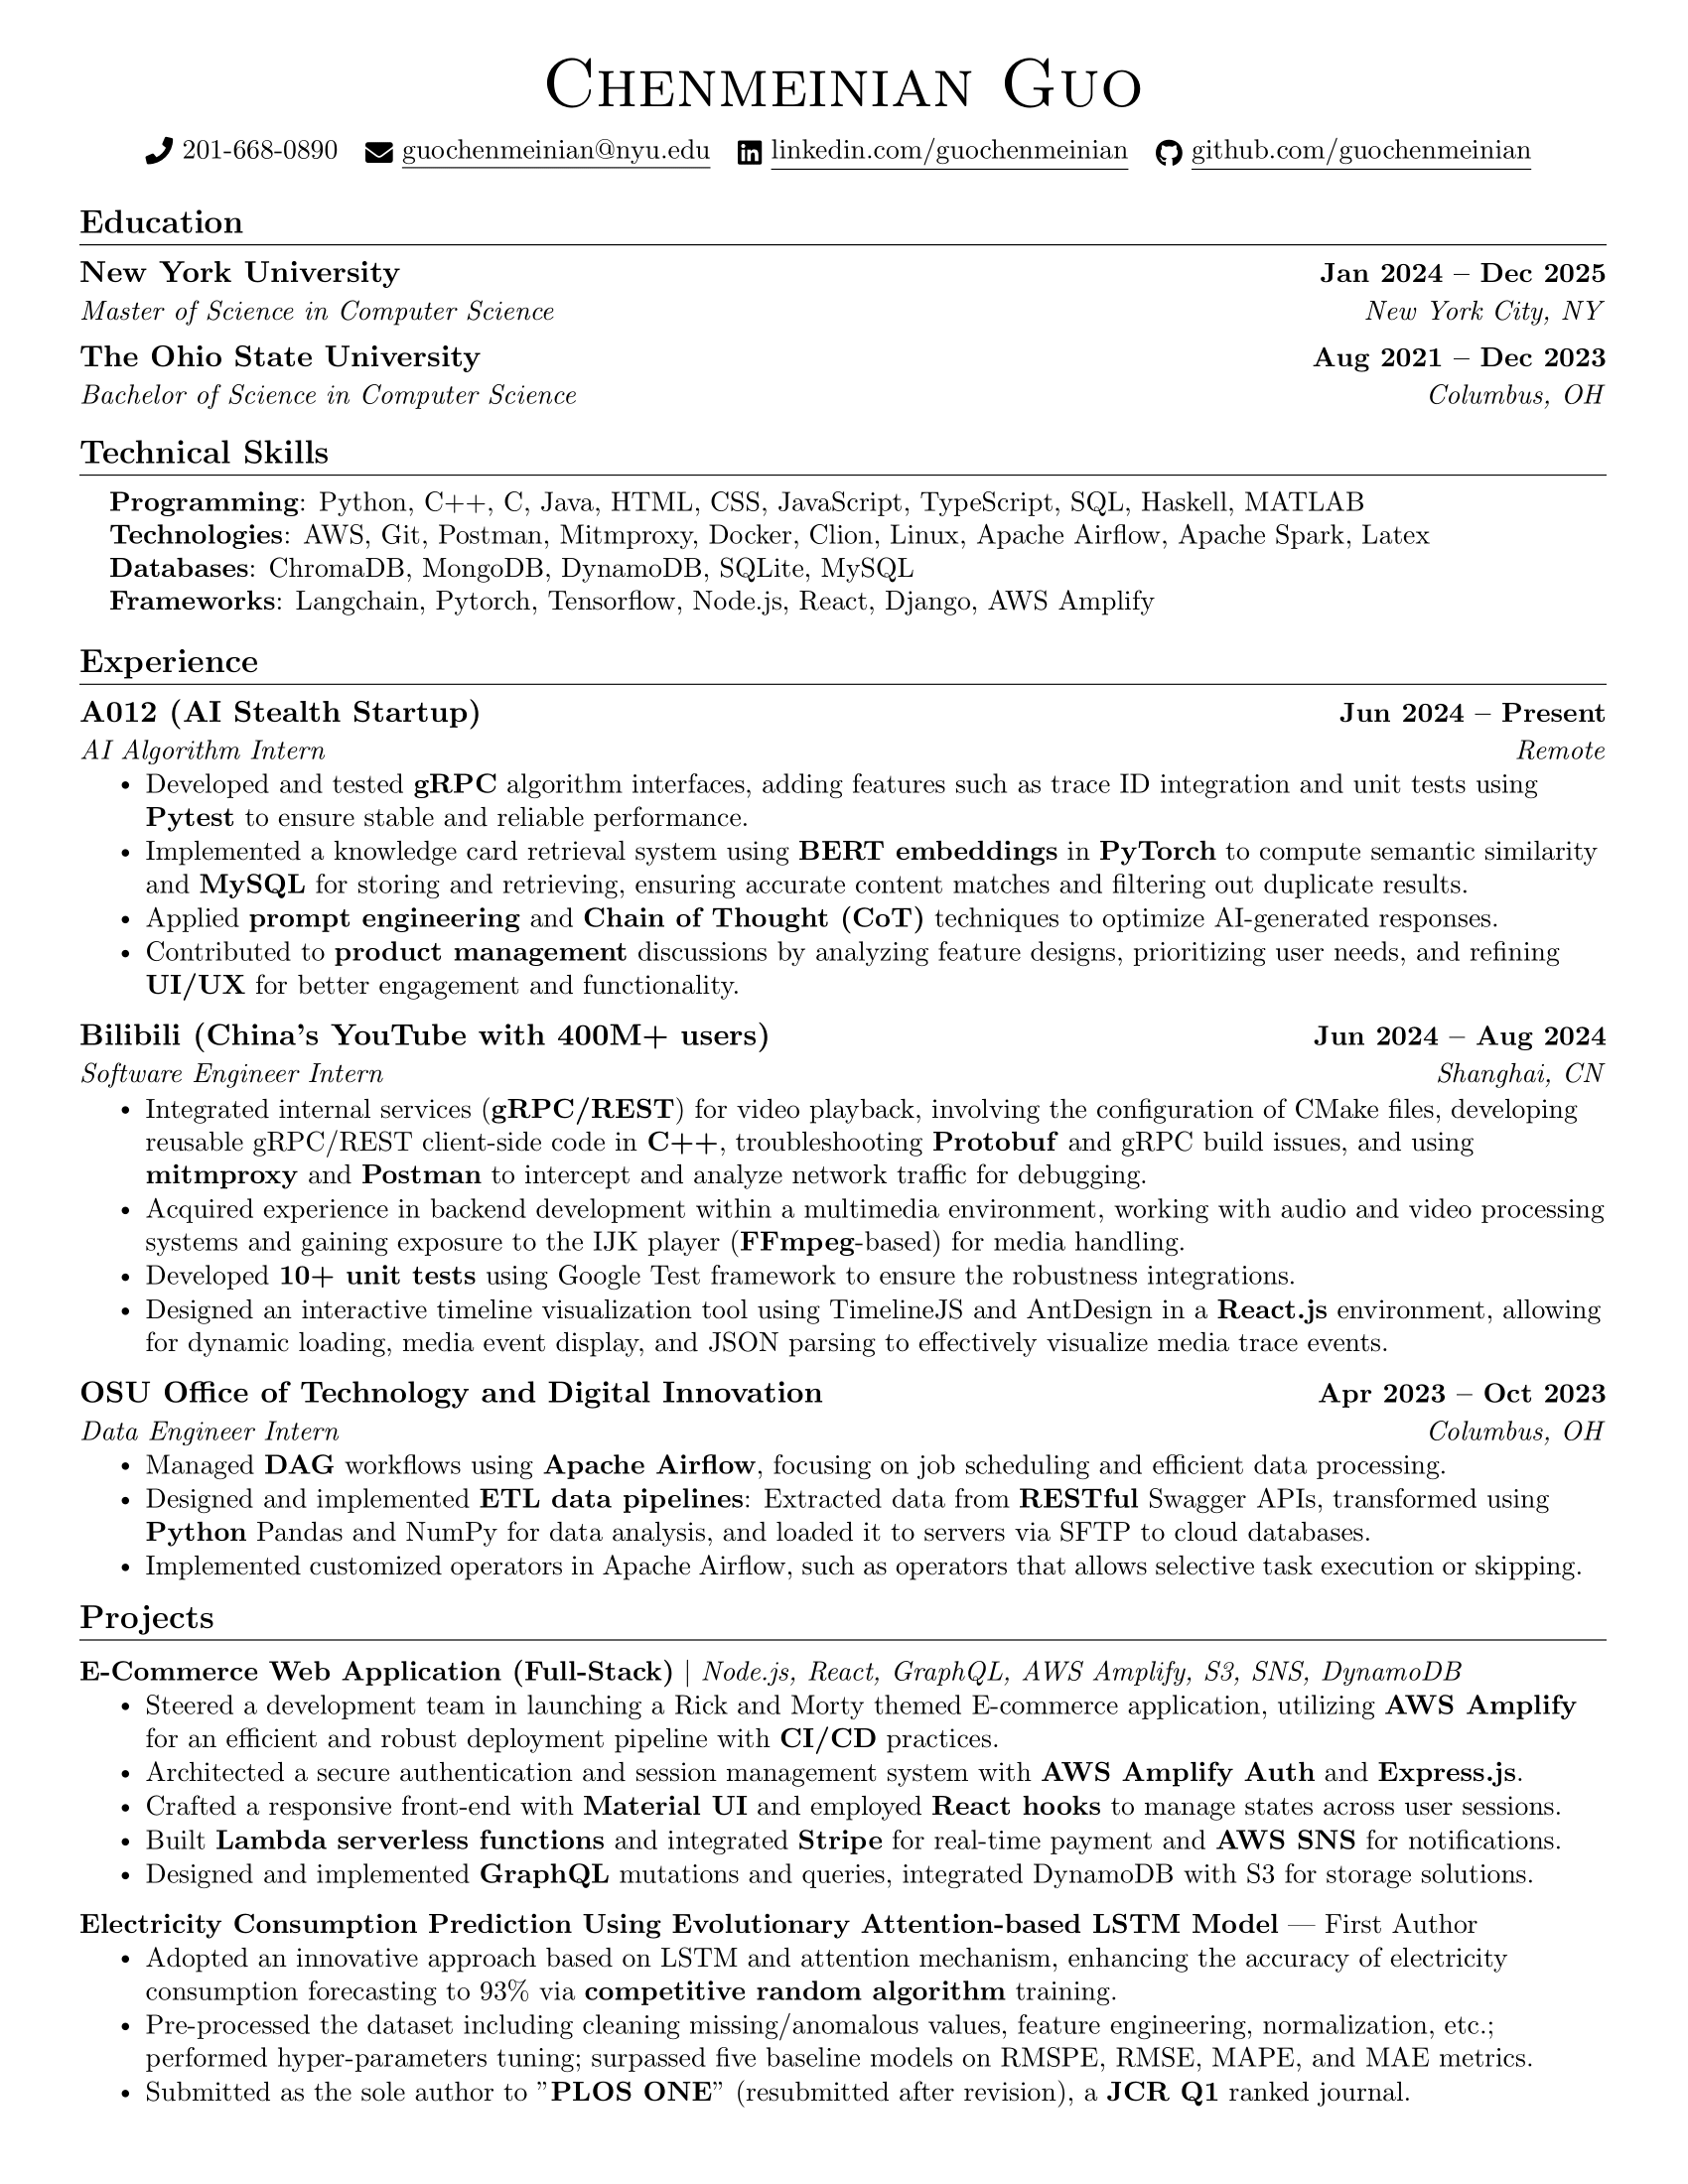 Chenmeinian Guo
201-668-0890 guochenmeinian@nyu.edu linkedin.com/guochenmeinian github.com/guochenmeinian
Education
New York University Jan 2024 – Dec 2025
Master of Science in Computer Science New York City, NY
The Ohio State University Aug 2021 – Dec 2023
Bachelor of Science in Computer Science Columbus, OH
Technical Skills
Programming: Python, C++, C, Java, HTML, CSS, JavaScript, TypeScript, SQL, Haskell, MATLAB
Technologies: AWS, Git, Postman, Mitmproxy, Docker, Clion, Linux, Apache Airflow, Apache Spark, Latex
Databases: ChromaDB, MongoDB, DynamoDB, SQLite, MySQL
Frameworks: Langchain, Pytorch, Tensorflow, Node.js, React, Django, AWS Amplify
Experience
A012 (AI Stealth Startup) Jun 2024 – Present
AI Algorithm Intern Remote
• Developed and tested gRPC algorithm interfaces, adding features such as trace ID integration and unit tests using
Pytest to ensure stable and reliable performance.
• Implemented a knowledge card retrieval system using BERT embeddings in PyTorch to compute semantic similarity
and MySQL for storing and retrieving, ensuring accurate content matches and filtering out duplicate results.
• Applied prompt engineering and Chain of Thought (CoT) techniques to optimize AI-generated responses.
• Contributed to product management discussions by analyzing feature designs, prioritizing user needs, and refining
UI/UX for better engagement and functionality.
Bilibili (China's YouTube with 400M+ users) Jun 2024 – Aug 2024
Software Engineer Intern Shanghai, CN
• Integrated internal services (gRPC/REST) for video playback, involving the configuration of CMake files, developing
reusable gRPC/REST client-side code in C++, troubleshooting Protobuf and gRPC build issues, and using
mitmproxy and Postman to intercept and analyze network traffic for debugging.
• Acquired experience in backend development within a multimedia environment, working with audio and video processing
systems and gaining exposure to the IJK player (FFmpeg-based) for media handling.
• Developed 10+ unit tests using Google Test framework to ensure the robustness integrations.
• Designed an interactive timeline visualization tool using TimelineJS and AntDesign in a React.js environment, allowing
for dynamic loading, media event display, and JSON parsing to effectively visualize media trace events.
OSU Office of Technology and Digital Innovation Apr 2023 – Oct 2023
Data Engineer Intern Columbus, OH
• Managed DAG workflows using Apache Airflow, focusing on job scheduling and efficient data processing.
• Designed and implemented ETL data pipelines: Extracted data from RESTful Swagger APIs, transformed using
Python Pandas and NumPy for data analysis, and loaded it to servers via SFTP to cloud databases.
• Implemented customized operators in Apache Airflow, such as operators that allows selective task execution or skipping.
Projects
E-Commerce Web Application (Full-Stack) | Node.js, React, GraphQL, AWS Amplify, S3, SNS, DynamoDB
• Steered a development team in launching a Rick and Morty themed E-commerce application, utilizing AWS Amplify
for an efficient and robust deployment pipeline with CI/CD practices.
• Architected a secure authentication and session management system with AWS Amplify Auth and Express.js.
• Crafted a responsive front-end with Material UI and employed React hooks to manage states across user sessions.
• Built Lambda serverless functions and integrated Stripe for real-time payment and AWS SNS for notifications.
• Designed and implemented GraphQL mutations and queries, integrated DynamoDB with S3 for storage solutions.
Electricity Consumption Prediction Using Evolutionary Attention-based LSTM Model — First Author
• Adopted an innovative approach based on LSTM and attention mechanism, enhancing the accuracy of electricity
consumption forecasting to 93% via competitive random algorithm training.
• Pre-processed the dataset including cleaning missing/anomalous values, feature engineering, normalization, etc.;
performed hyper-parameters tuning; surpassed five baseline models on RMSPE, RMSE, MAPE, and MAE metrics.
• Submitted as the sole author to ”PLOS ONE” (resubmitted after revision), a JCR Q1 ranked journal.